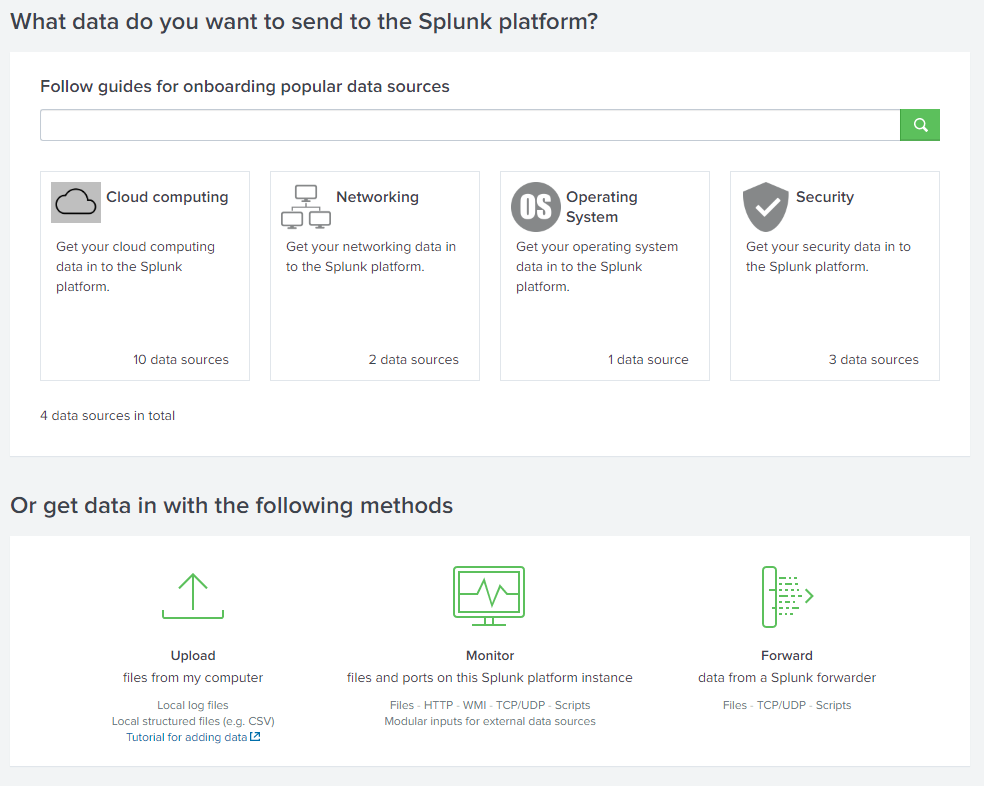 What data do you want to send to the Splunk platform?
Follow guides for onboarding popular data sources
Cloud computing
Get your cloud computing
data in to the Splunk
platform.
10 data sources
Networking
Get your networking data in
to the Splunk platform.
2 data sources
OS
Operating
System
Get your operating system
data in to the Splunk
platform.
1 data source
Security
Get your security data in to
the Splunk platform.
3 data sources
4 data sources in total
Or get data in with the following methods
Upload
files from my computer
Local log files
Local structured files (e.g. CSV)
Tutorial for adding data
Monitor
files and ports on this Splunk platform instance
Files - HTTP - WMI - TCP/UDP - Scripts
Modular inputs for external data sources
Forward
data from a Splunk forwarder
Files - TCP/UDP - Scripts